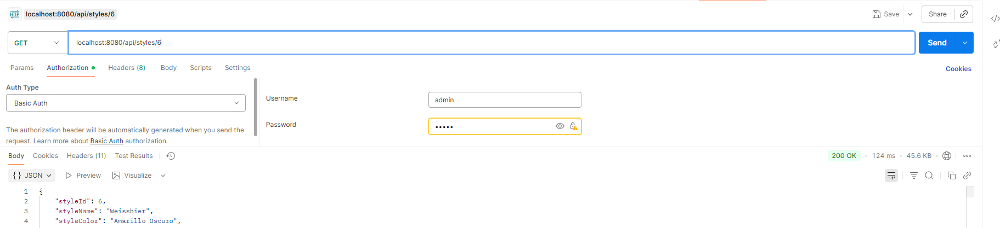 HTTP localhost:8080/api/styles/6 Save Share
GET localhost:8080/api/styles/6 Send
Params Authorization Headers (8) Body Scripts Settings Cookies
Auth Type
Basic Auth
The authorization header will be automatically generated when you send the
request. Learn more about Basic Auth authorization.
Username admin
Password •••••
Body Cookies Headers (11) Test Results 200 OK • 124 ms • 45.6 KB
{} JSON Preview Visualize
1 {
2 "styleId": 6,
3 "styleName": "Weissbier",
4 "styleColor": "Amarillo Oscuro",